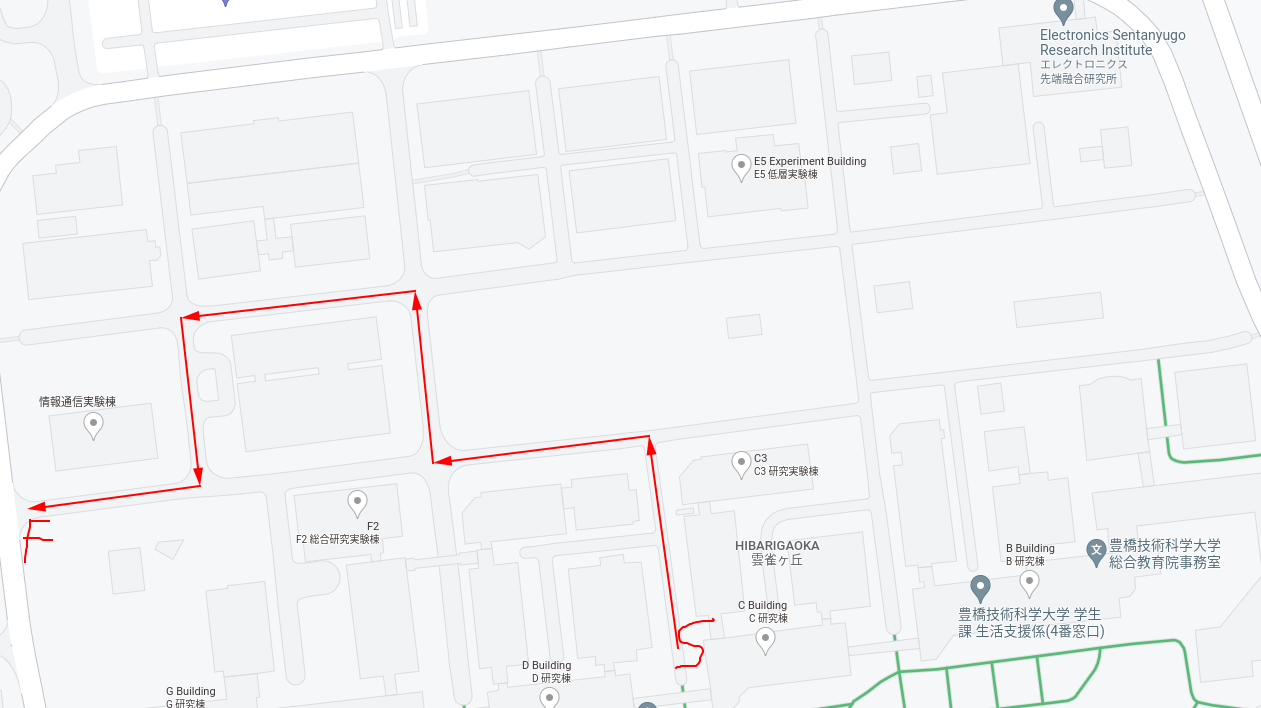 Electronics Sentanyugo
Research Institute
エレクトロニクス
先端融合研究所
E5 Experiment Building
E5 低層実験棟
情報通信実験棟
C3
C3 研究実験棟
F2
F2 総合研究実験棟
HIBARIGAOKA
雲雀ヶ丘
豊橋技術科学大学
総合教育院事務室
文
B Building
B 研究棟
F
豊橋技術科学大学 学生
課 生活支援係(4番窓口)
C Building
C 研究棟
S
D Building
D 研究棟
G Building
G 研究棟